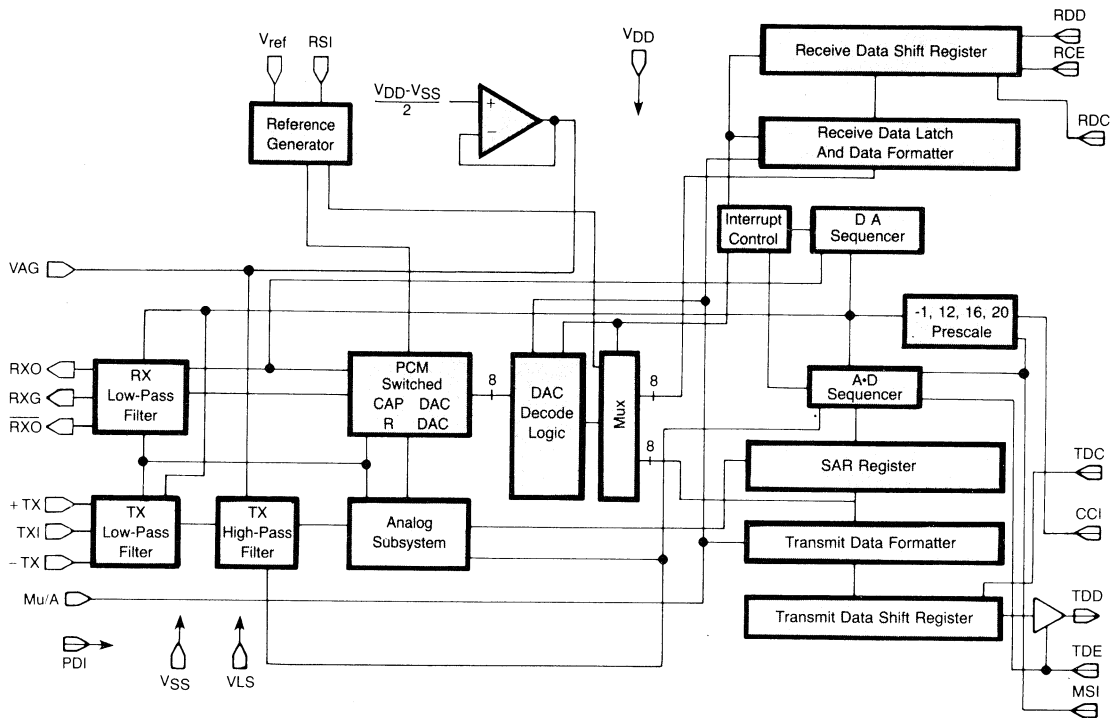 Vref
RSI
VDD
RDD
RCE
RDC
Receive Data Shift Register
VDD-VSS
2
+
−
Reference
Generator
Receive Data Latch
And Data Formatter
Interrupt
Control
D A
Sequencer
VAG
-1, 12, 16, 20
Prescale
RXO
RXG
RXO
RX
Low-Pass
Filter
PCM
Switched
CAP DAC
R DAC
8
DAC
Decode
Logic
Mux
8
8
A•D
Sequencer
SAR Register
TDC
CCI
+ TX
TXI
– TX
TX
Low-Pass
Filter
TX
High-Pass
Filter
Analog
Subsystem
Transmit Data Formatter
Mu/A
Transmit Data Shift Register
TDD
TDE
MSI
PDI
VSS
VLS